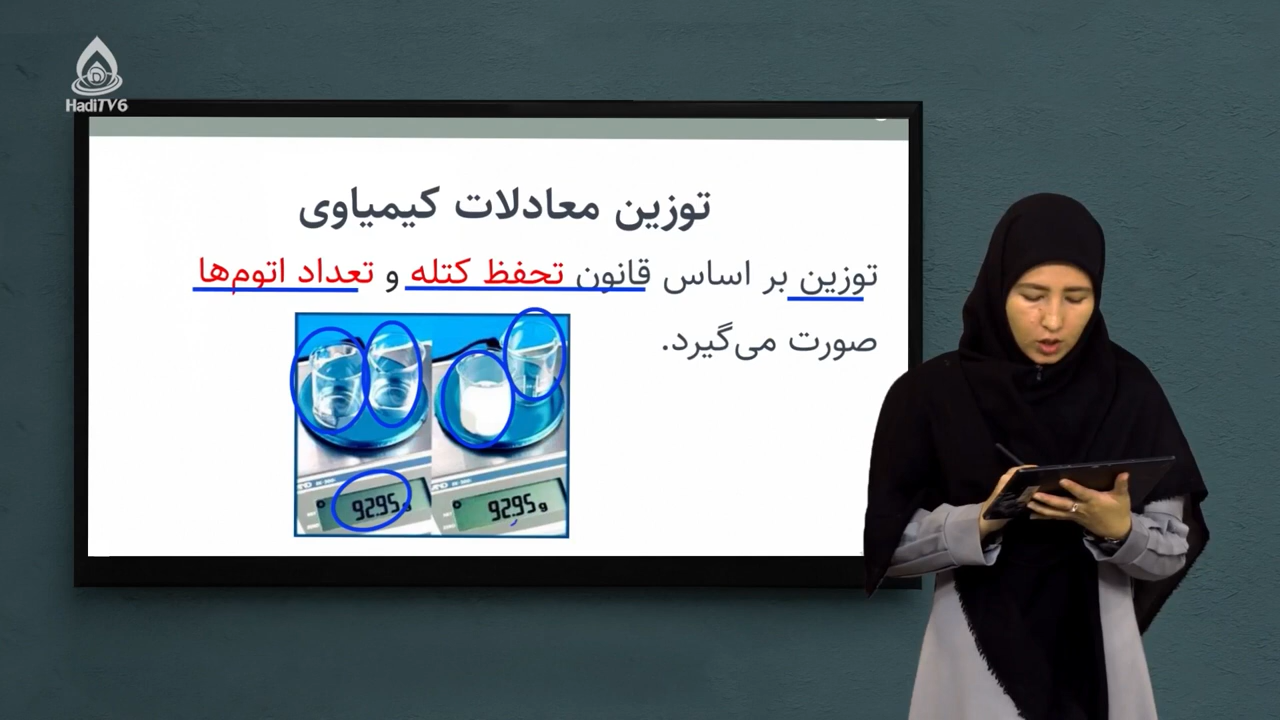 HadiTV6
توزین معادلات کیمیاوی
توزین بر اساس قانون تحفظ کتله و تعداد اتوم‌ها
صورت می‌گیرد.
92.95 g
92.95 g